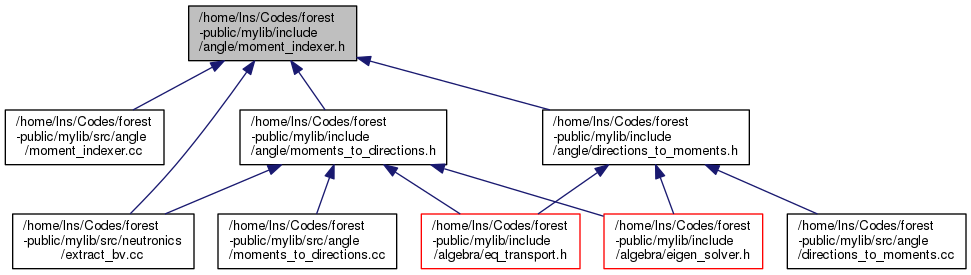 /home/lns/Codes/forest
-public/mylib/include
/angle/moment_indexer.h
/home/lns/Codes/forest
-public/mylib/src/angle
/moment_indexer.cc
/home/lns/Codes/forest
-public/mylib/include
/angle/moments_to_directions.h
/home/lns/Codes/forest
-public/mylib/include
/angle/directions_to_moments.h
/home/lns/Codes/forest
-public/mylib/src/neutronics
/extract_bv.cc
/home/lns/Codes/forest
-public/mylib/src/angle
/moments_to_directions.cc
/home/lns/Codes/forest
-public/mylib/include
/algebra/eq_transport.h
/home/lns/Codes/forest
-public/mylib/include
/algebra/eigen_solver.h
/home/lns/Codes/forest
-public/mylib/src/angle
/directions_to_moments.cc